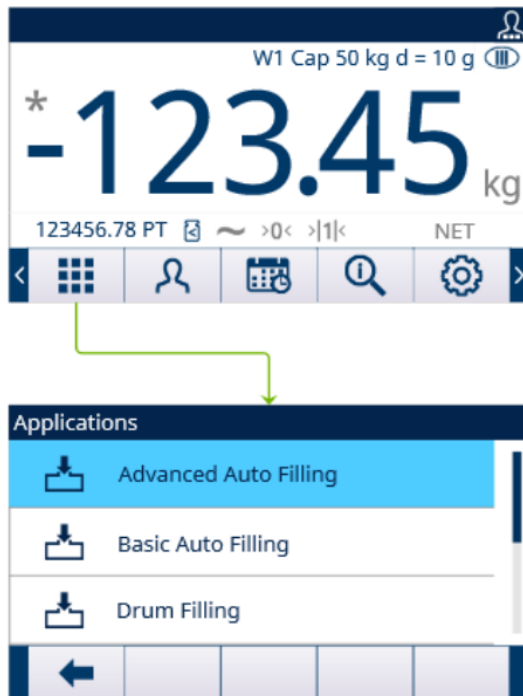 W1 Cap 50 kg d = 10 g
*
-123.45 kg
123456.78 PT >0< >|1|< NET
Applications
Advanced Auto Filling
Basic Auto Filling
Drum Filling